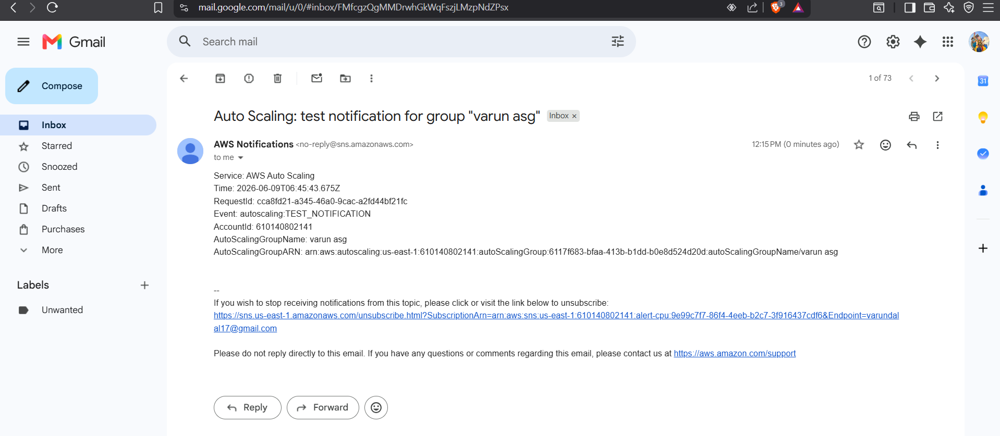 mail.google.com/mail/u/0/#inbox/FMfcgzQgMMDrwhGkWqFszjLMzpNdZPsx
3
Gmail
Search mail
Compose
1 of 73
31
Inbox
Starred
Snoozed
Sent
Drafts
Purchases
More
Labels
Unwanted
Auto Scaling: test notification for group "varun asg" Inbox ×
AWS Notifications <no-reply@sns.amazonaws.com>
12:15 PM (0 minutes ago)
to me
Service: AWS Auto Scaling
Time: 2026-06-09T06:45:43.675Z
RequestId: cca8fd21-a345-46a0-9cac-a2fd44bf21fc
Event: autoscaling:TEST_NOTIFICATION
AccountId: 610140802141
AutoScalingGroupName: varun asg
AutoScalingGroupARN: arn:aws:autoscaling:us-east-1:610140802141:autoScalingGroup:6117f683-bfaa-413b-b1dd-b0e8d524d20d:autoScalingGroupName/varun asg
--
If you wish to stop receiving notifications from this topic, please click or visit the link below to unsubscribe:
https://sns.us-east-1.amazonaws.com/unsubscribe.html?SubscriptionArn=arn:aws:sns:us-east-1:610140802141:alert-cpu:9e99c7f7-86f4-4eeb-b2c7-3f916437cdf6&Endpoint=varundal
al17@gmail.com
Please do not reply directly to this email. If you have any questions or comments regarding this email, please contact us at https://aws.amazon.com/support
Reply
Forward